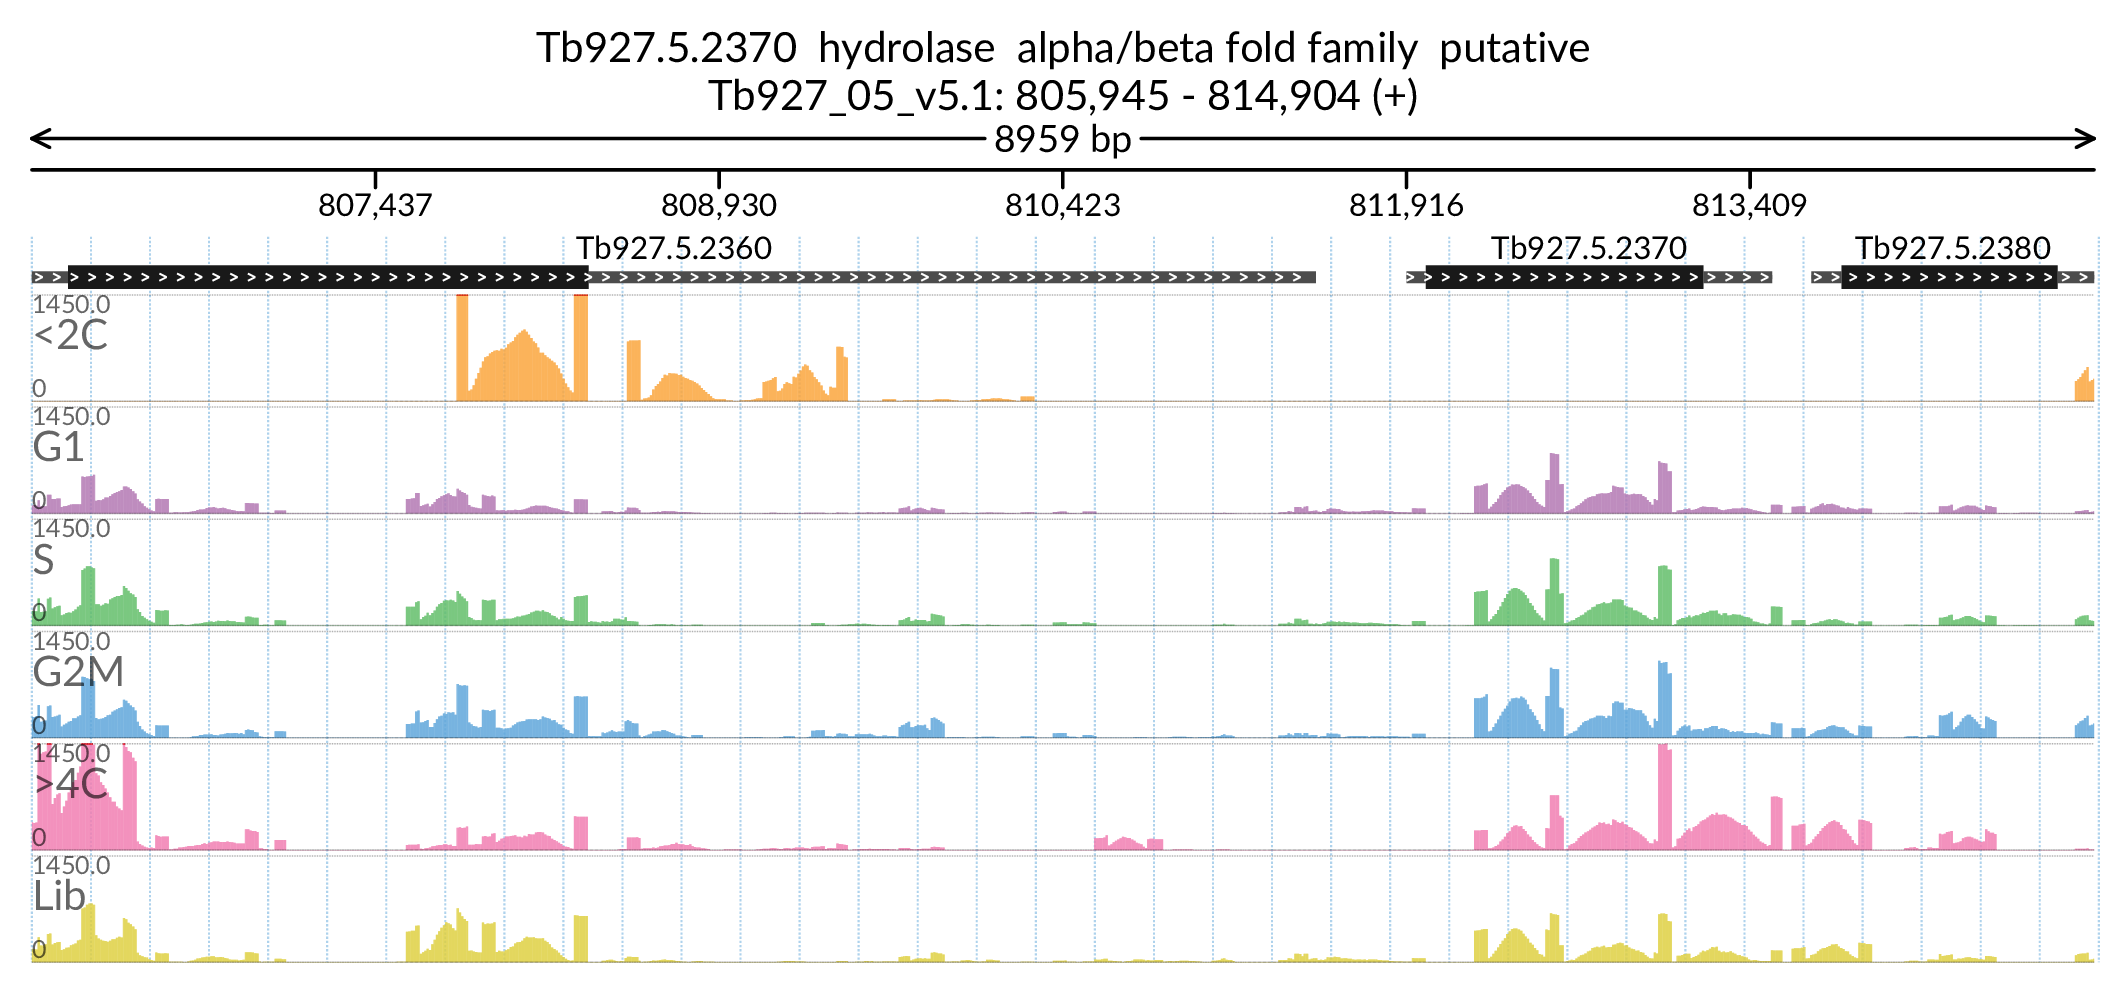 Tb927.5.2370 hydrolase alpha/beta fold family putative
Tb927_05_v5.1: 805,945 - 814,904 (+)
8959 bp
807,437 808,930 810,423 811,916 813,409
Tb927.5.2360 Tb927.5.2370 Tb927.5.2380
1450.0
<2C
0
1450.0
G1
0
1450.0
S
0
1450.0
G2M
0
1450.0
>4C
0
1450.0
Lib
0